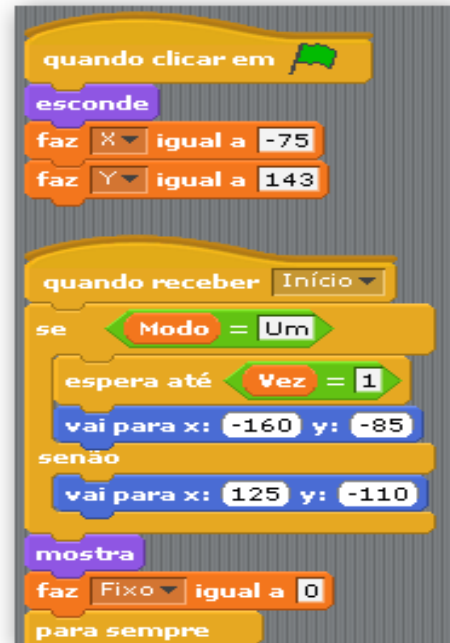 quando clicar em
esconde
faz X igual a -75
faz Y igual a 143
quando receber Início
se Modo = Um
espera até Vez = 1
vai para x: -160 y: -85
senão
vai para x: 125 y: -110
mostra
faz Fixo igual a 0
para sempre